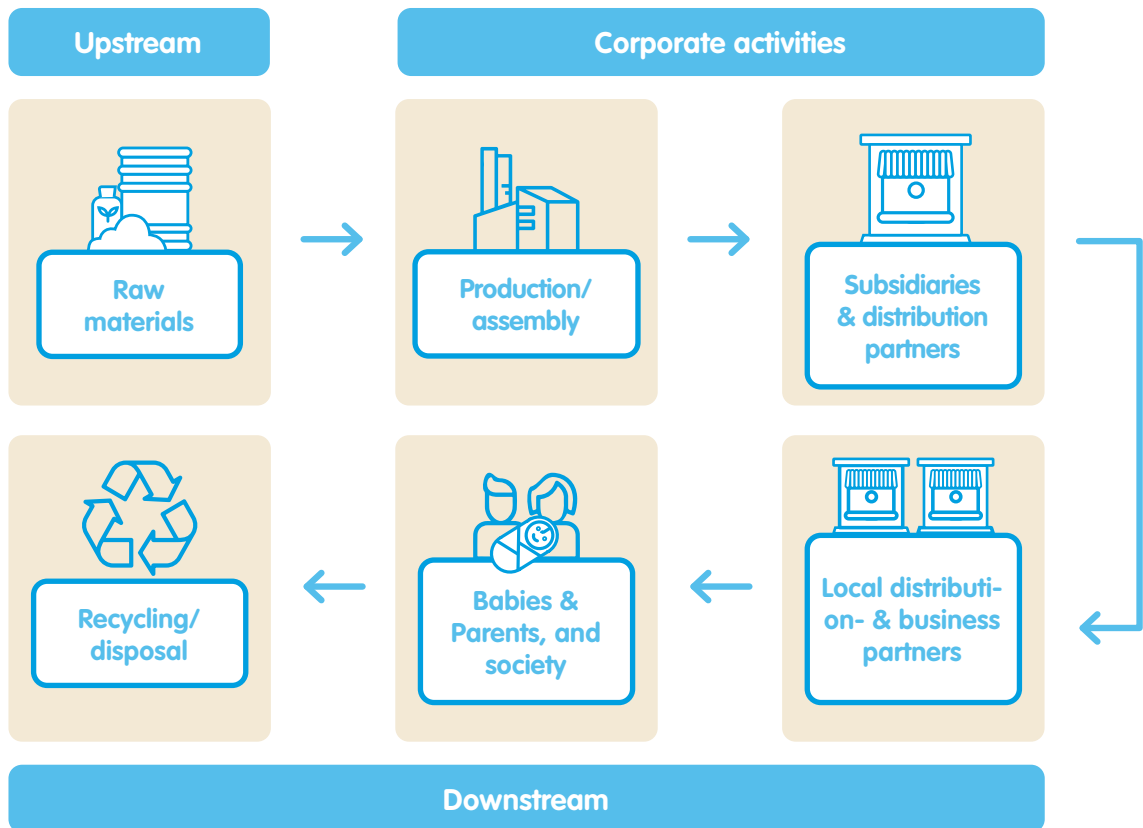 Upstream
Corporate activities
Raw
materials
Production/
assembly
Subsidiaries
& distribution
partners
Recycling/
disposal
Babies &
Parents, and
society
Local distributi-
on- & business
partners
Downstream